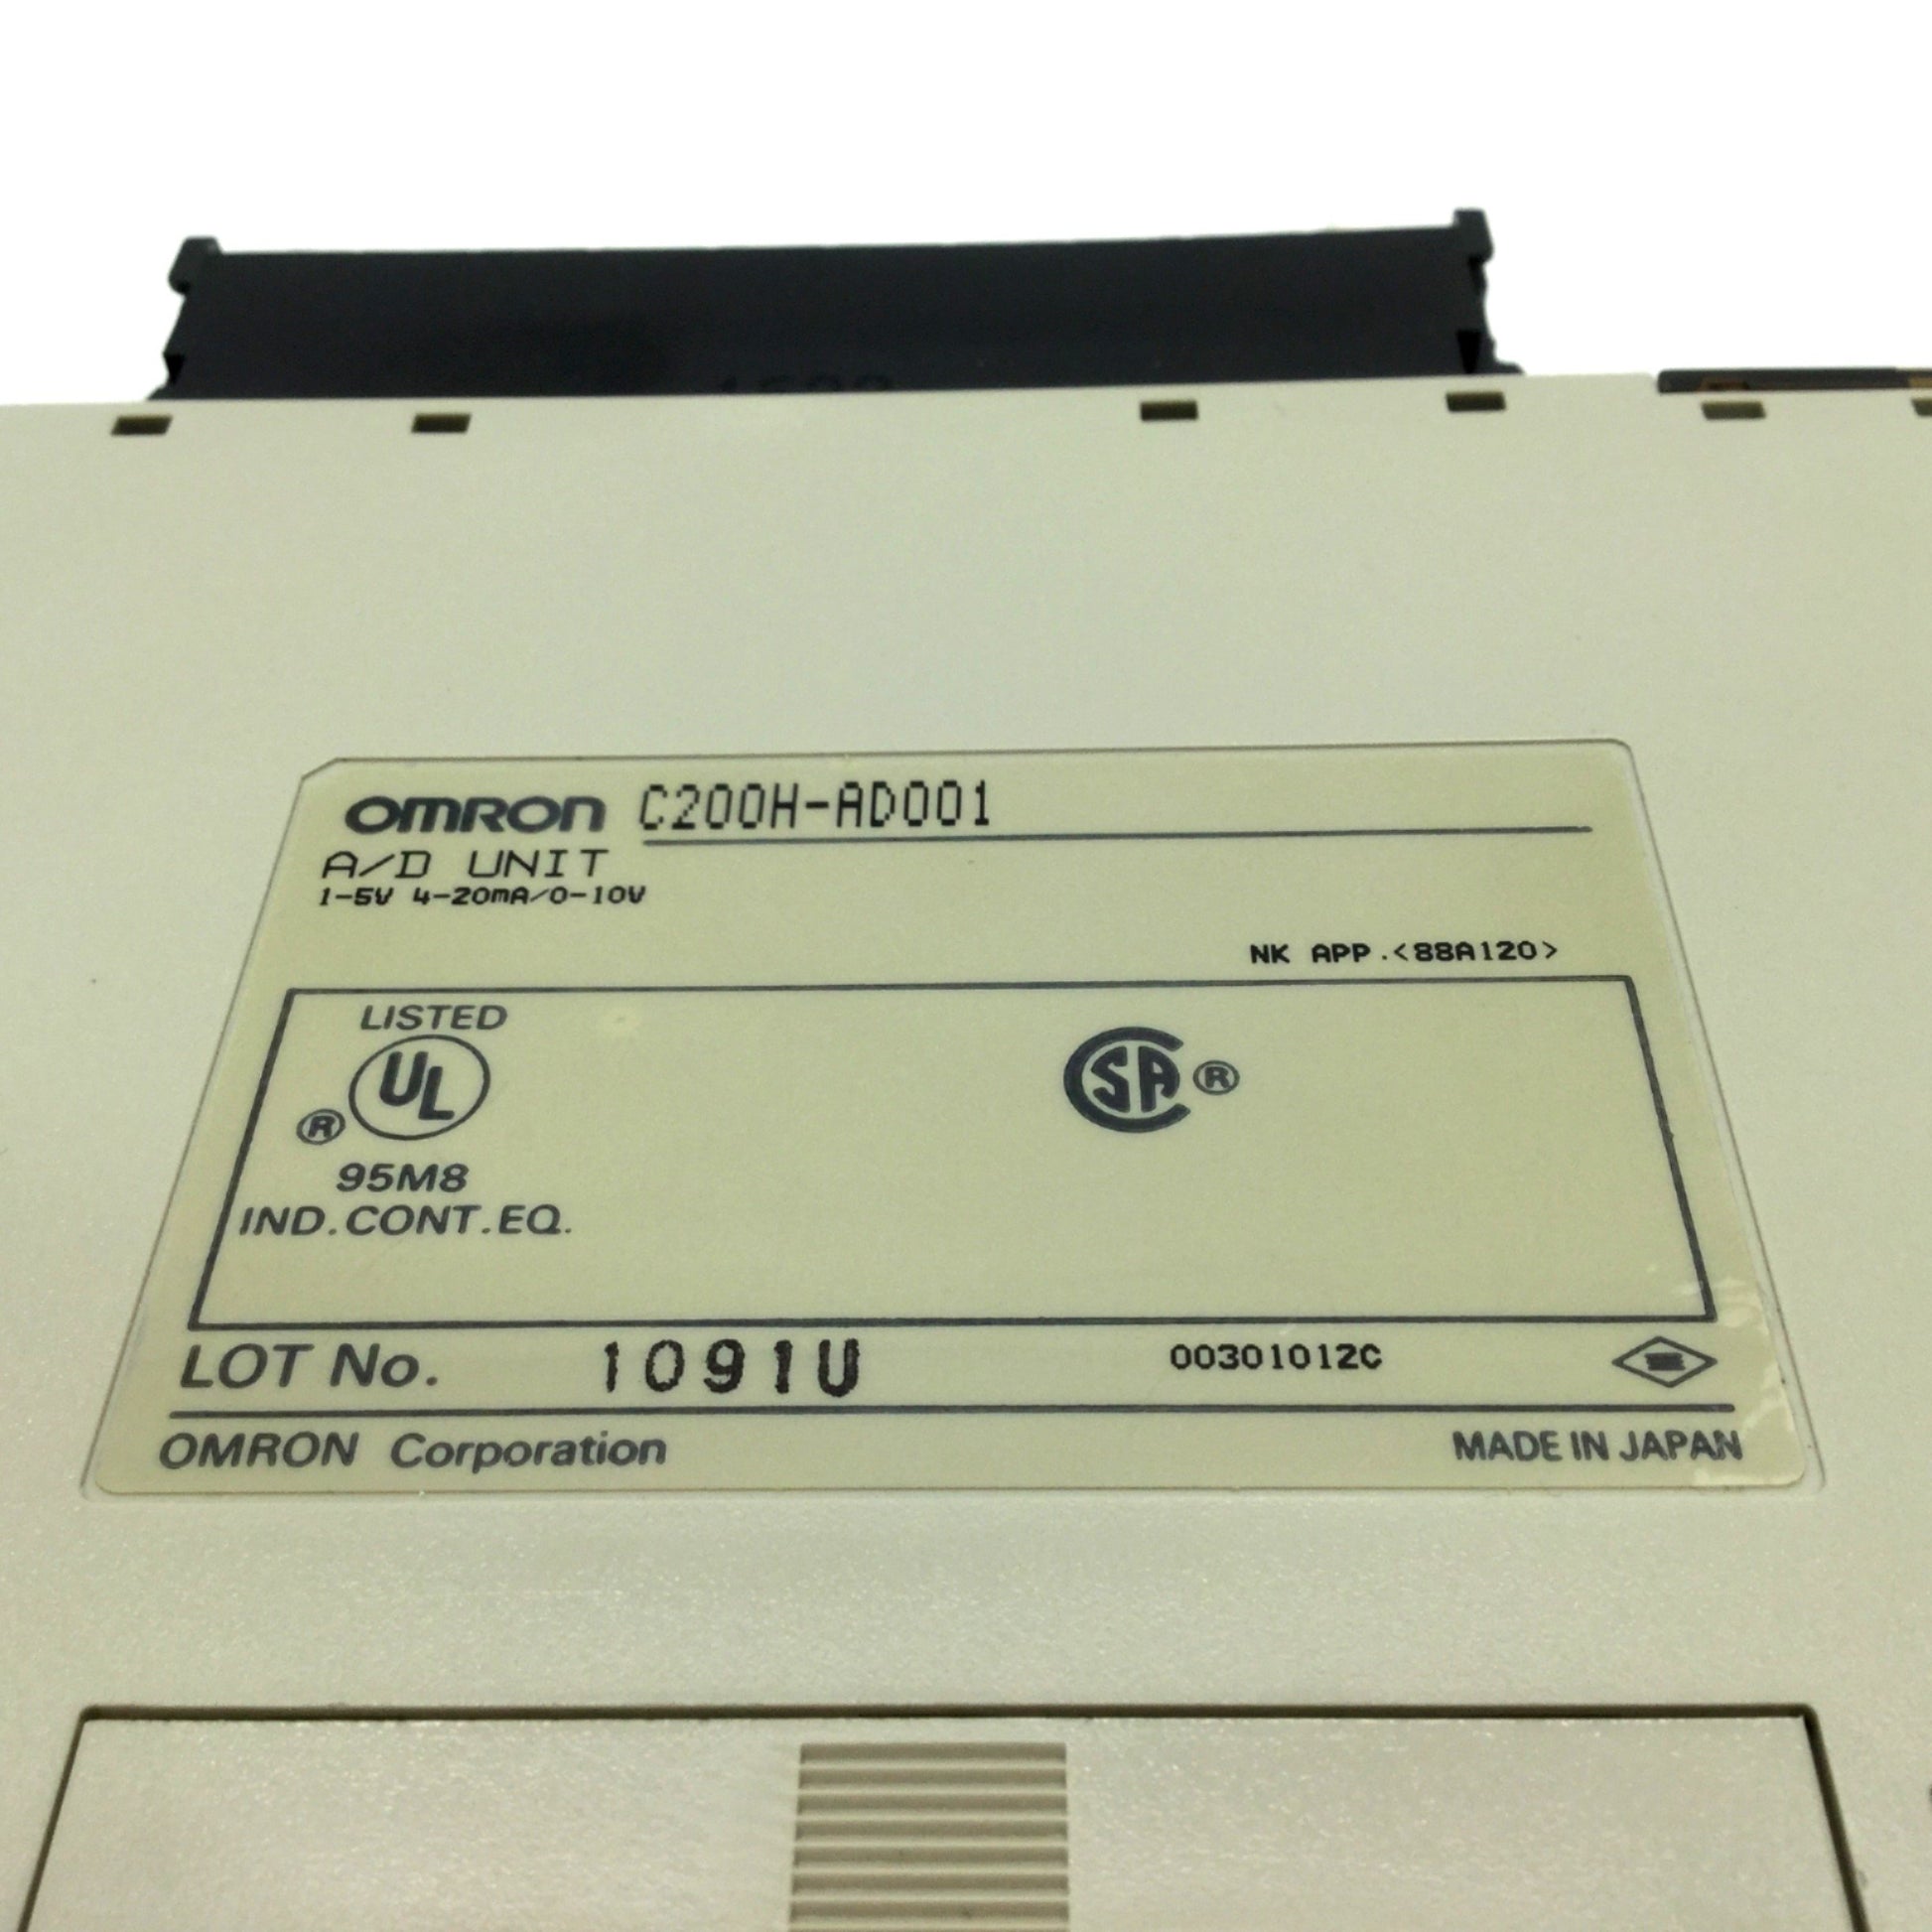 OMRON C200H-AD001
A/D UNIT
1-5V 4-20mA/0-10V
NK APP.<88A120>
LISTED
UL
®
SA ®
95M8
IND.CONT.EQ.
LOT No. 1091U 00301012C
OMRON Corporation MADE IN JAPAN